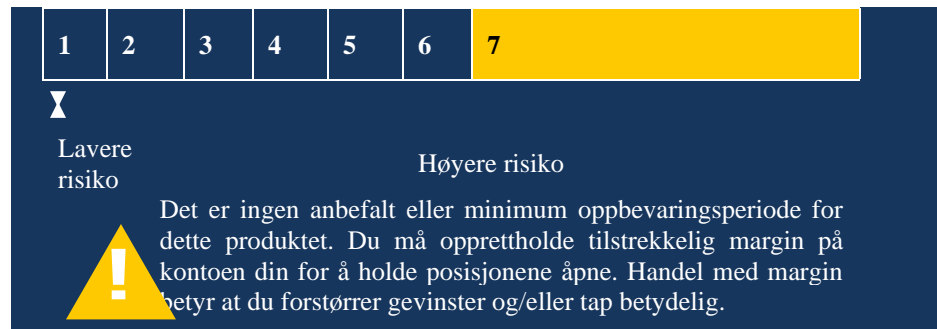 1 2 3 4 5 6 7
Lavere
risiko
Høyere risiko
Det er ingen anbefalt eller minimum oppbevaringsperiode for
dette produktet. Du må opprettholde tilstrekkelig margin på
kontoen din for å holde posisjonene åpne. Handel med margin
betyr at du forstørrer gevinster og/eller tap betydelig.
!